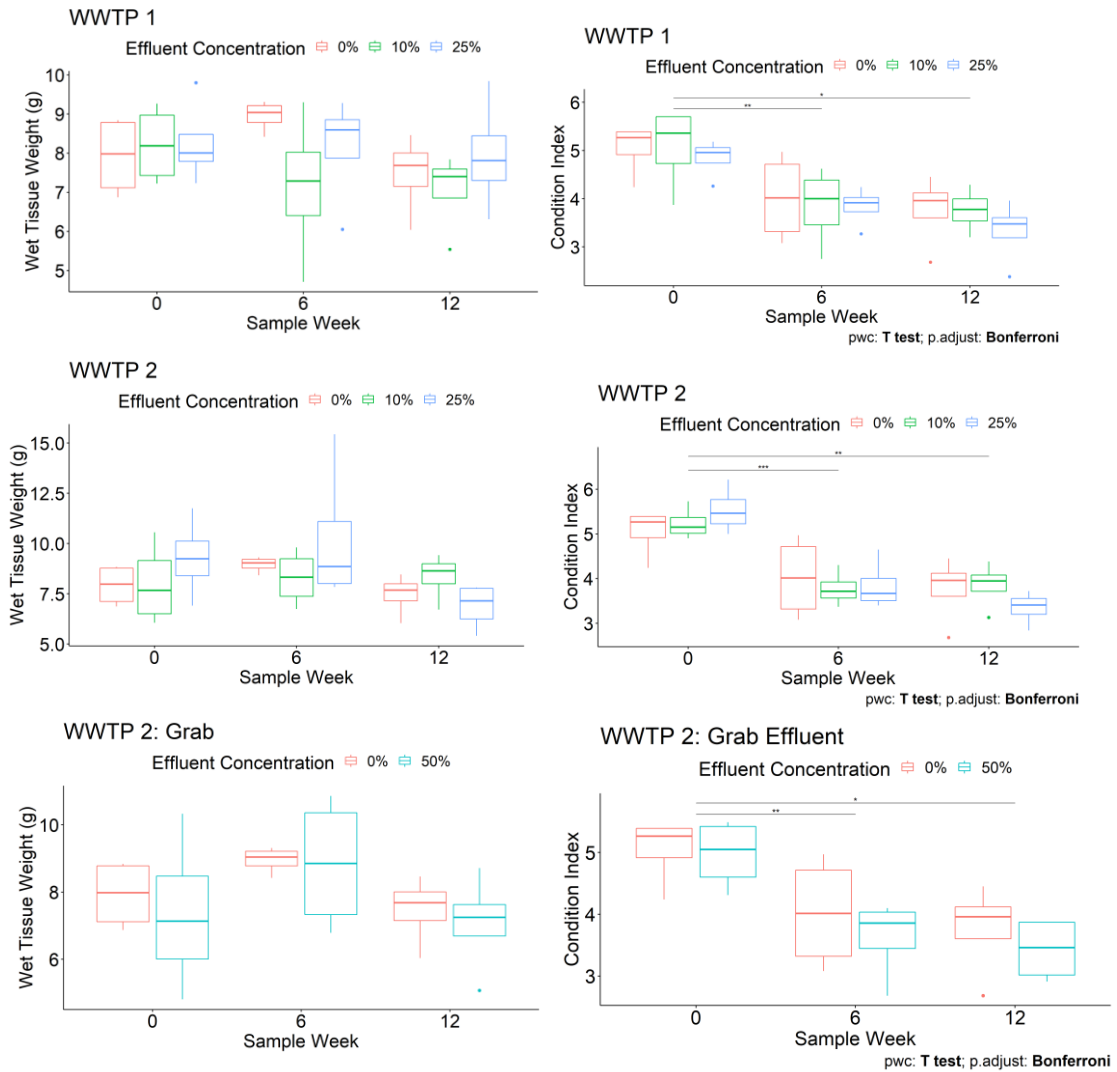 WWTP 1
Effluent Concentration 0% 10% 25%
Wet Tissue Weight (g)
10
9
8
7
6
5
0 6 12
Sample Week
WWTP 1
Effluent Concentration 0% 10% 25%
* 
**
Condition Index
6
5
4
3
0 6 12
Sample Week
pwc: T test; p.adjust: Bonferroni
WWTP 2
Effluent Concentration 0% 10% 25%
Wet Tissue Weight (g)
15.0
12.5
10.0
7.5
5.0
0 6 12
Sample Week
WWTP 2
Effluent Concentration 0% 10% 25%
**
***
Condition Index
6
5
4
3
0 6 12
Sample Week
pwc: T test; p.adjust: Bonferroni
WWTP 2: Grab
Effluent Concentration 0% 50%
Wet Tissue Weight (g)
10
8
6
0 6 12
Sample Week
WWTP 2: Grab Effluent
Effluent Concentration 0% 50%
*
**
Condition Index
5
4
3
0 6 12
Sample Week
pwc: T test; p.adjust: Bonferroni